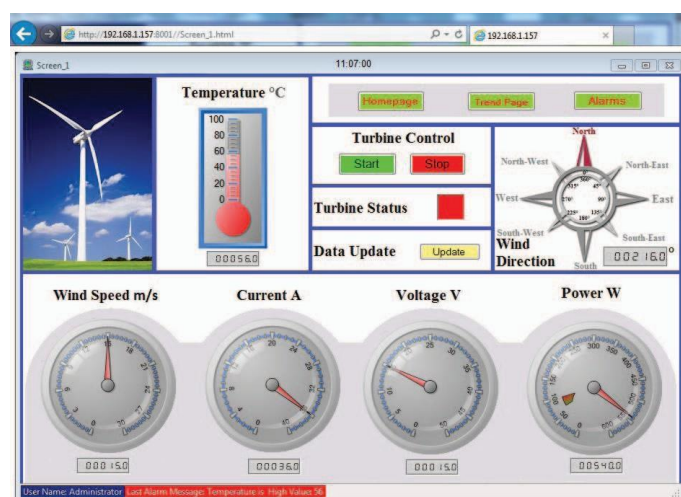 http://192.168.1.157:8001//Screen_1.html
192.168.1.157
Screen_1
11:07:00
Temperature °C
100
80
60
40
20
0
00056.0
Homepage
Trend Page
Alarms
Turbine Control
Start
Stop
Turbine Status
Data Update
Update
North
North-West
North-East
West
East
South-West
South-East
South
Wind
Direction
00216.0°
Wind Speed m/s
Current A
Voltage V
Power W
00015.0
00036.0
00015.0
00540.0
User Name: Administrator
Last Alarm Message: Temperature is High Value: 56